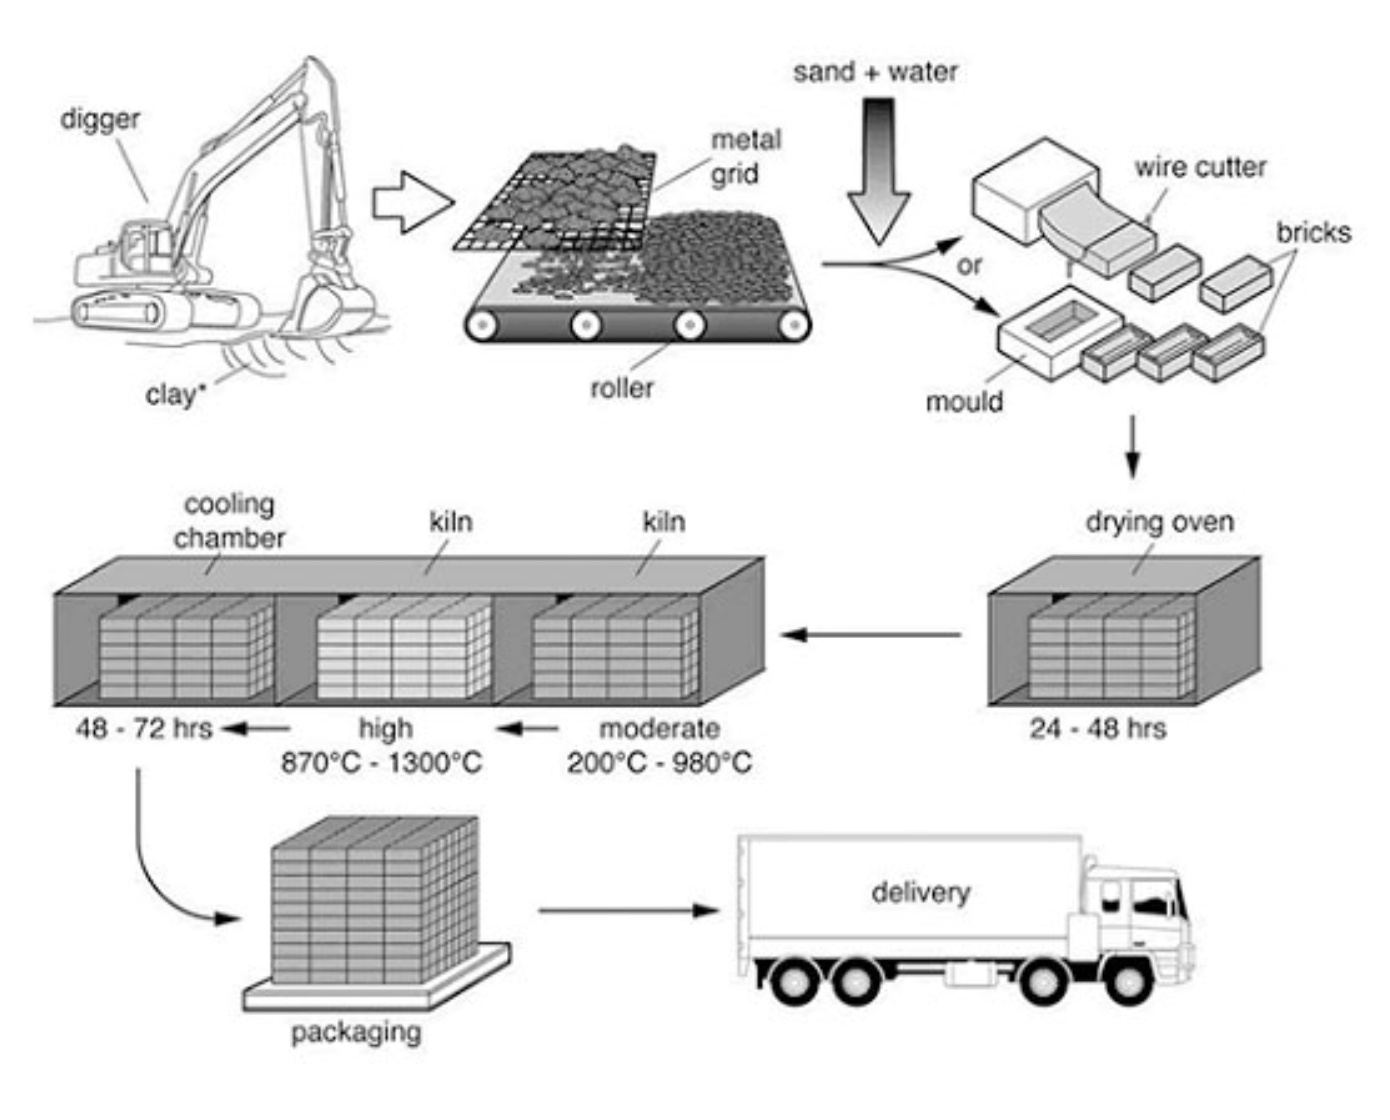 sand + water
digger
metal
grid
wire cutter
bricks
or
roller
clay*
mould
cooling
chamber
kiln
kiln
drying oven
48 - 72 hrs
high
moderate
24 - 48 hrs
870°C - 1300°C
200°C - 980°C
delivery
packaging